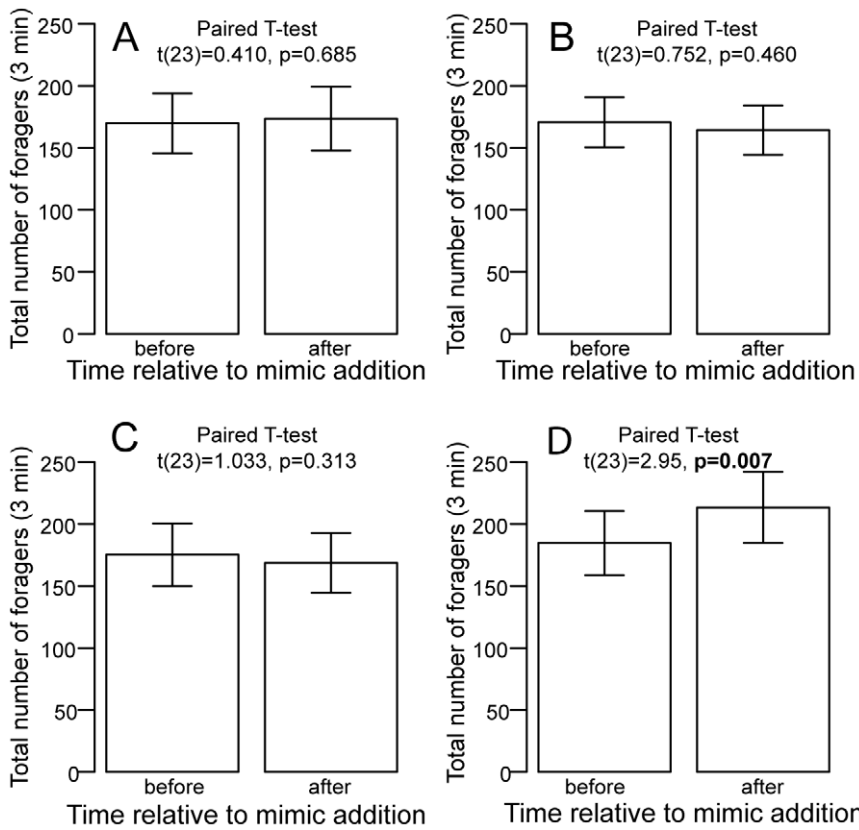 A
Paired T-test
t(23)=0.410, p=0.685
Total number of foragers (3 min)
250
200
150
100
50
0
before after
Time relative to mimic addition
B
Paired T-test
t(23)=0.752, p=0.460
Total number of foragers (3 min)
250
200
150
100
50
0
before after
Time relative to mimic addition
C
Paired T-test
t(23)=1.033, p=0.313
Total number of foragers (3 min)
250
200
150
100
50
0
before after
Time relative to mimic addition
D
Paired T-test
t(23)=2.95, p=0.007
Total number of foragers (3 min)
250
200
150
100
50
0
before after
Time relative to mimic addition